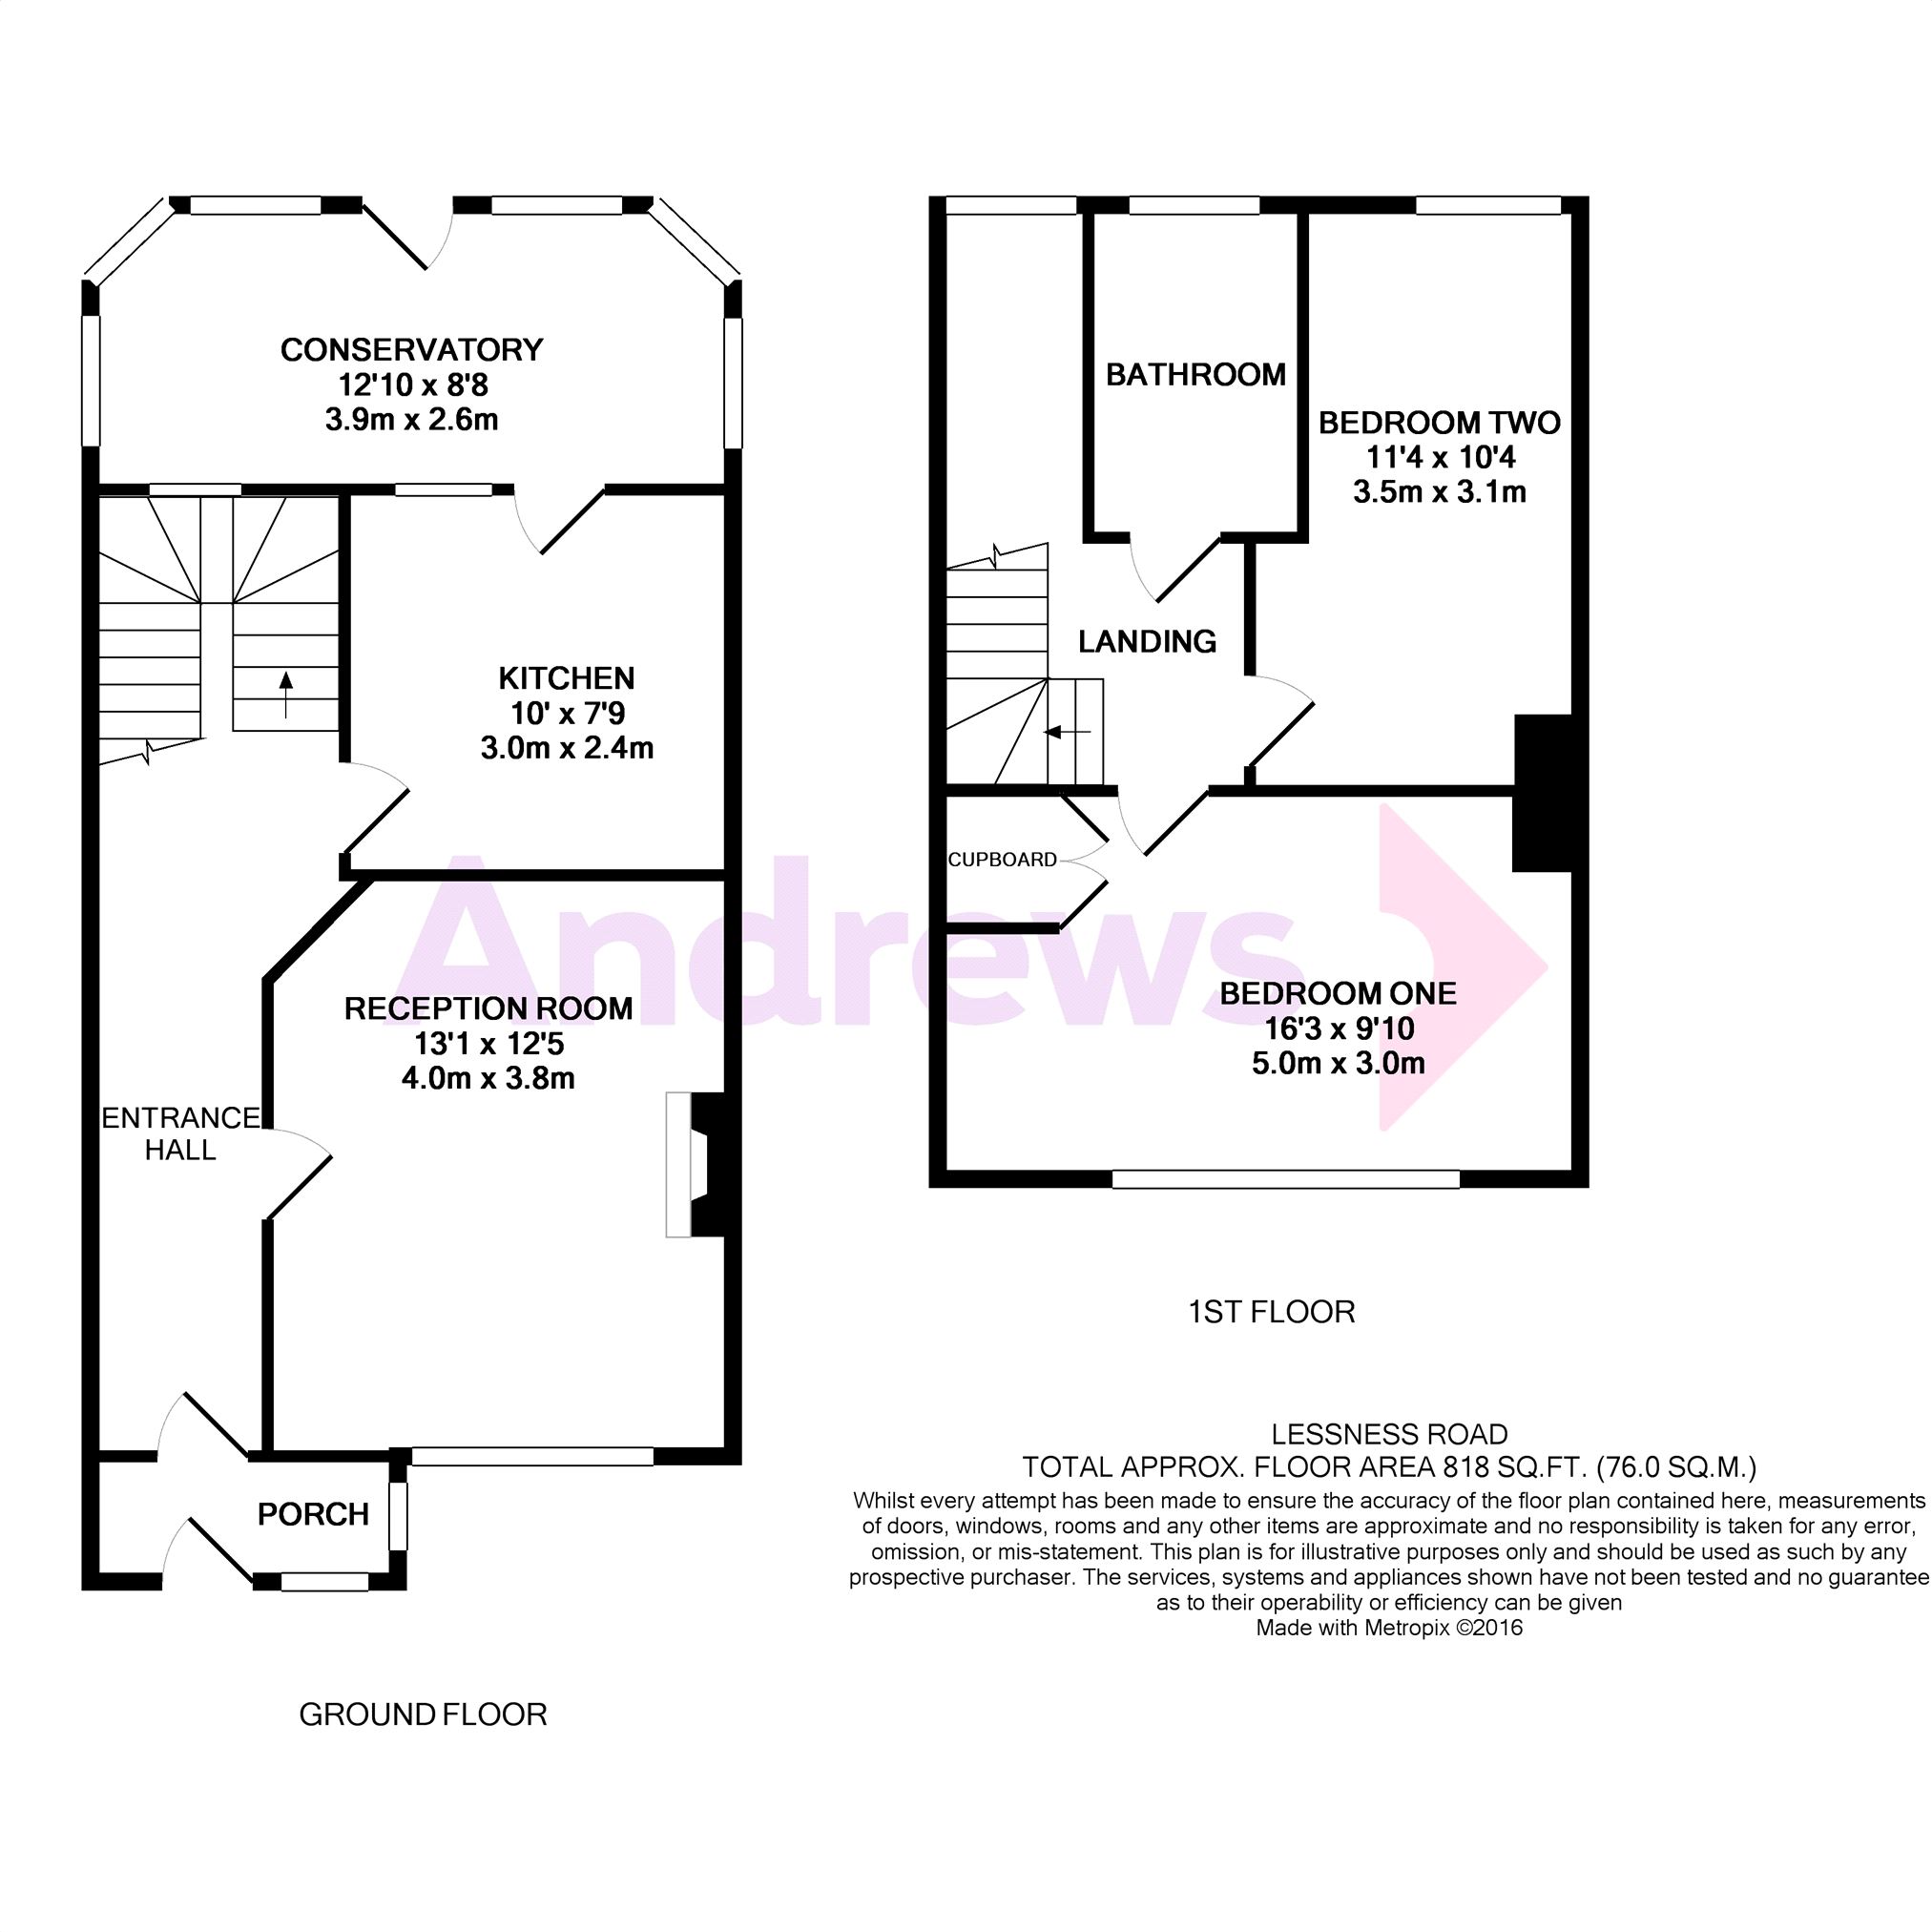 CONSERVATORY
12'10 x 8'8
3.9m x 2.6m
KITCHEN
10' x 7'9
3.0m x 2.4m
RECEPTION ROOM
13'1 x 12'5
4.0m x 3.8m
ENTRANCE
HALL
PORCH
GROUND FLOOR
BATHROOM
BEDROOM TWO
11'4 x 10'4
3.5m x 3.1m
LANDING
CUPBOARD
BEDROOM ONE
16'3 x 9'10
5.0m x 3.0m
Andrews
1ST FLOOR
LESSNESS ROAD
TOTAL APPROX. FLOOR AREA 818 SQ.FT. (76.0 SQ.M.)
Whilst every attempt has been made to ensure the accuracy of the floor plan contained here, measurements
of doors, windows, rooms and any other items are approximate and no responsibility is taken for any error,
omission, or mis-statement. This plan is for illustrative purposes only and should be used as such by any
prospective purchaser. The services, systems and appliances shown have not been tested and no guarantee
as to their operability or efficiency can be given
Made with Metropix ©2016